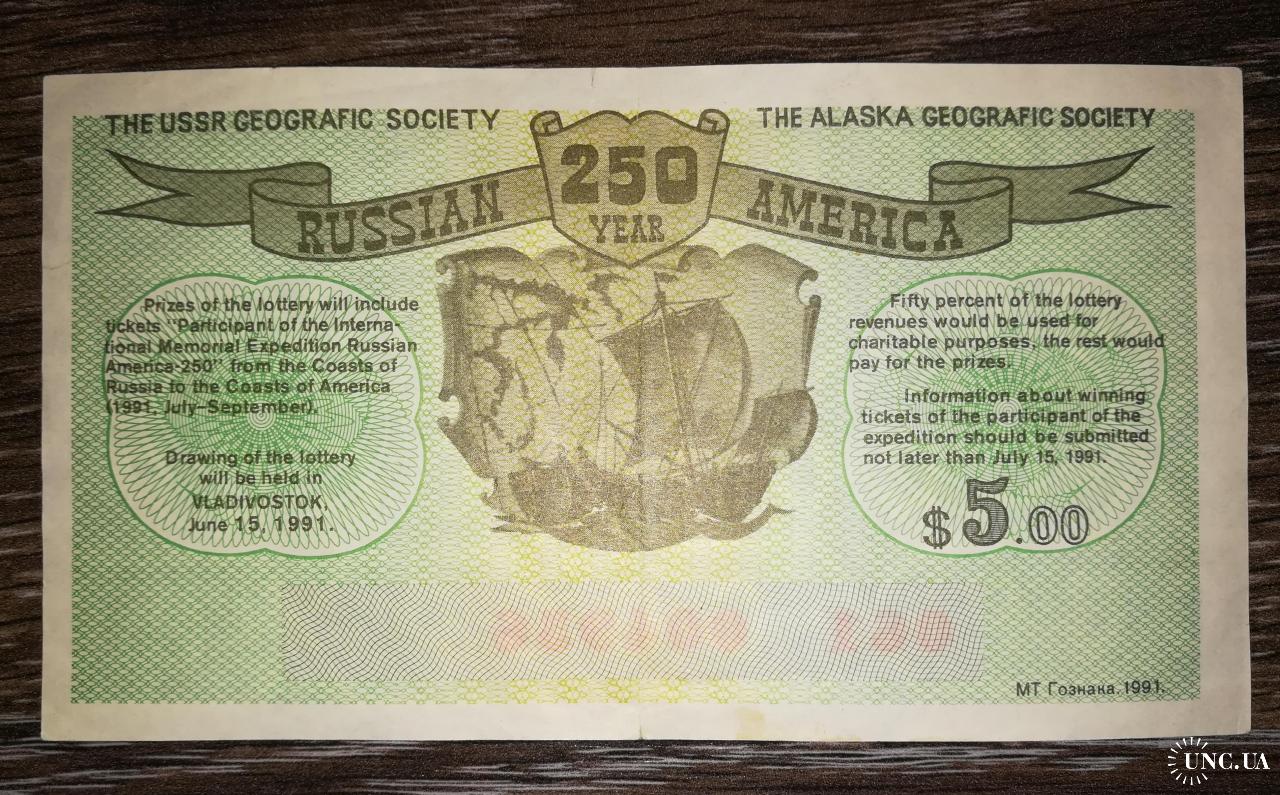 THE USSR GEOGRAFIC SOCIETY
THE ALASKA GEOGRAFIC SOCIETY
250
YEAR
RUSSIAN
AMERICA
Prizes of the lottery will include
tickets "Participant of the Interna-
tional Memorial Expedition Russian
America-250" from the Coasts of
Russia to the Coasts of America
(1991, July–September).
Drawing of the lottery
will be held in
VLADIVOSTOK,
June 15, 1991.
Fifty percent of the lottery
revenues would be used for
charitable purposes, the rest would
pay for the prizes.
Information about winning
tickets of the participant of the
expedition should be submitted
not later than July 15, 1991.
$ 5.00
МТ Гознака. 1991.
UNC.UA